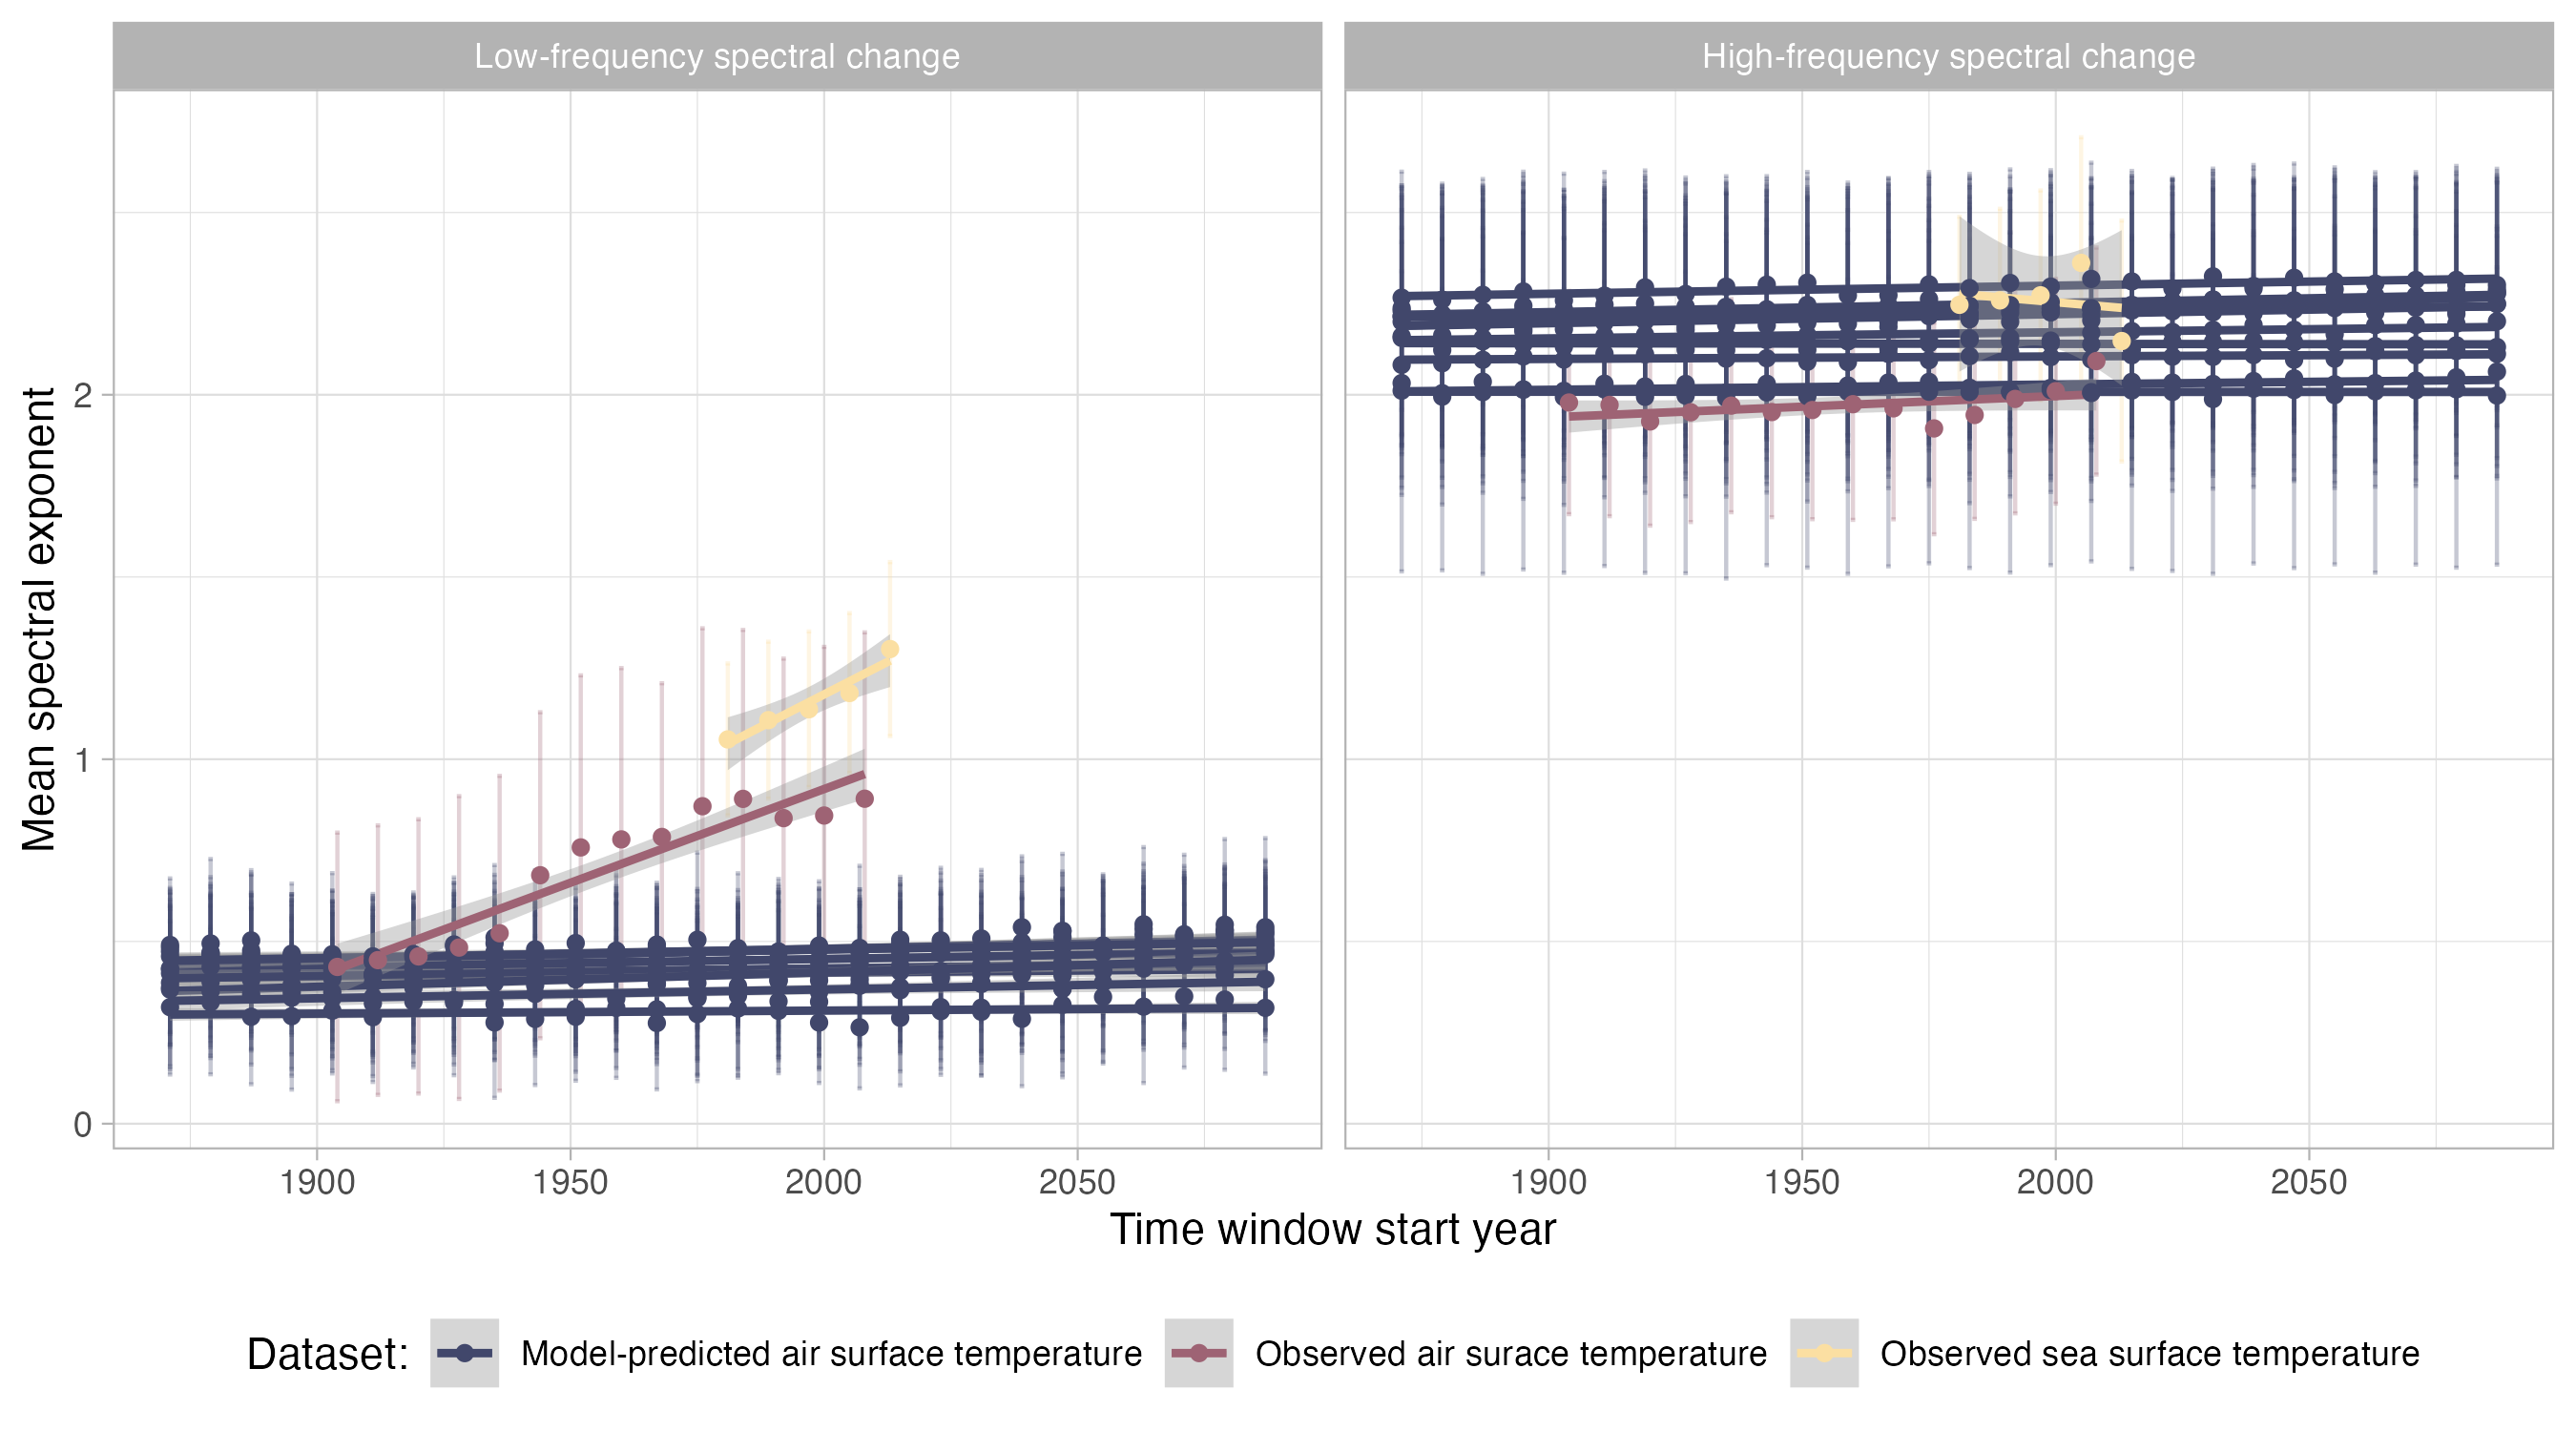 Low-frequency spectral change
High-frequency spectral change
Mean spectral exponent
2
1
0
1900 1950 2000 2050
1900 1950 2000 2050
Time window start year
Dataset: Model-predicted air surface temperature Observed air surace temperature Observed sea surface temperature